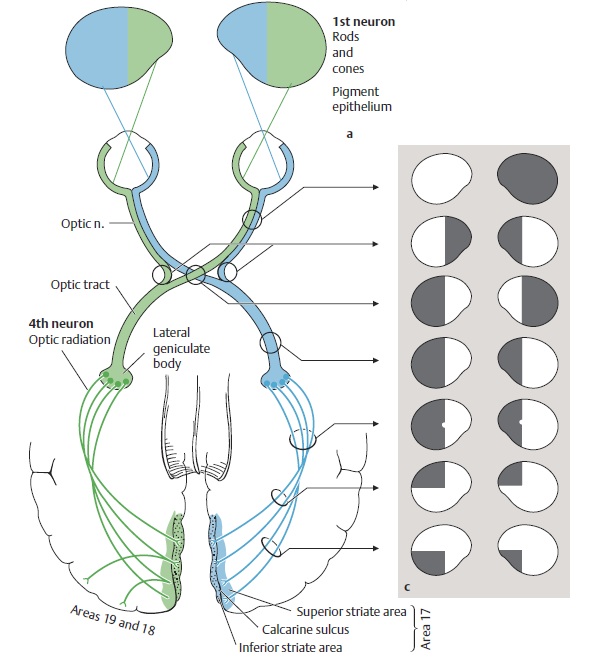 1st neuron
Rods
and
cones
Pigment
epithelium
a
Optic n.
Optic tract
4th neuron
Optic radiation
Lateral
geniculate
body
c
Areas 19 and 18
Superior striate area
Calcarine sulcus
Inferior striate area
Area 17